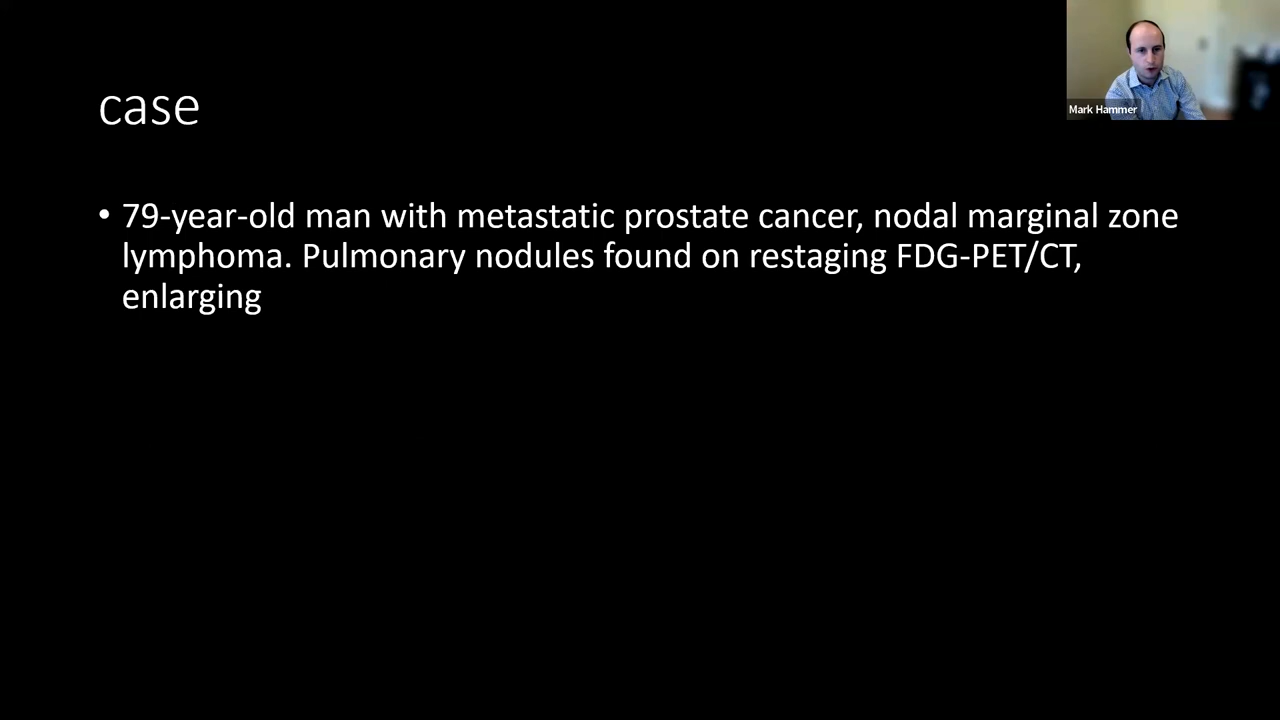 Mark Hammer
case
• 79-year-old man with metastatic prostate cancer, nodal marginal zone
lymphoma. Pulmonary nodules found on restaging FDG-PET/CT,
enlarging